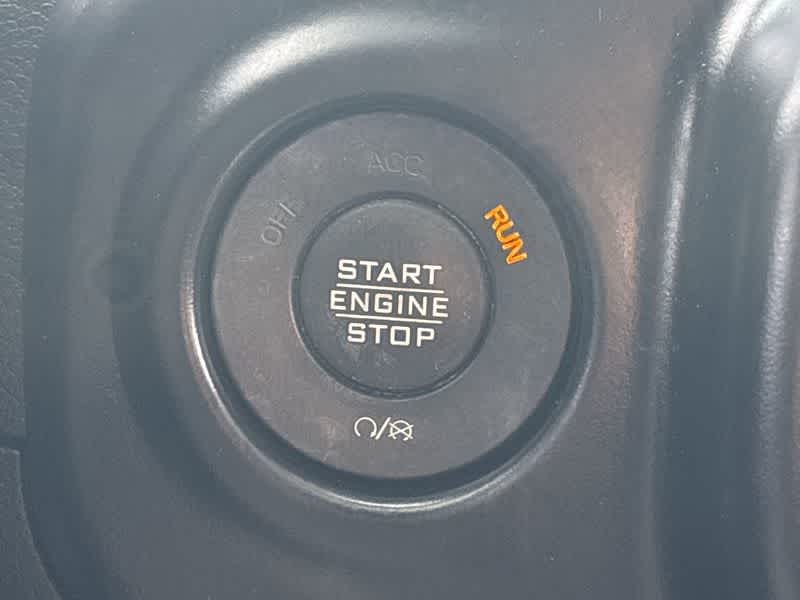 ACC
OFF
RUN
START
ENGINE
STOP